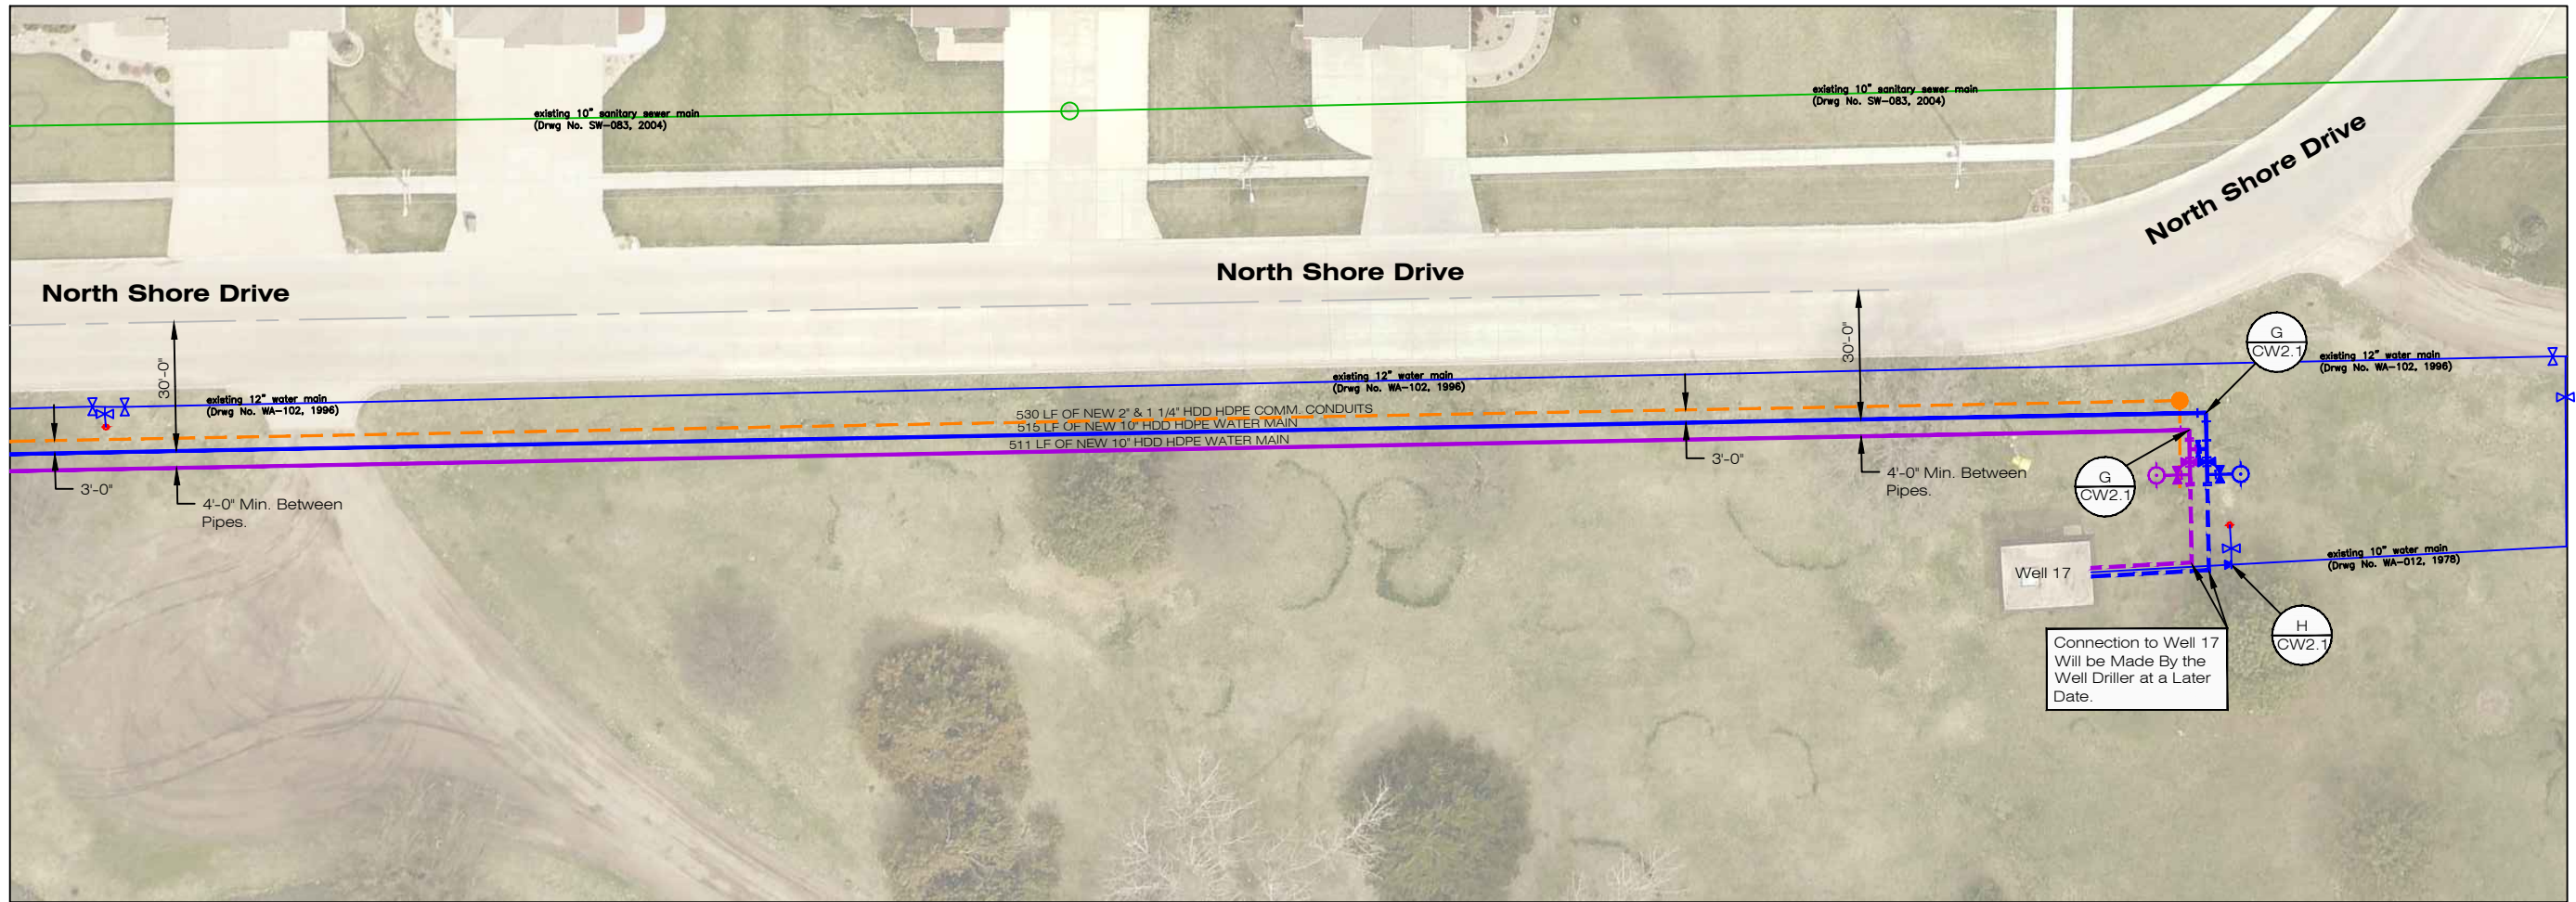 existing 10" sanitary sewer main
(Drwg No. SW-083, 2004)
existing 10" sanitary sewer main
(Drwg No. SW-083, 2004)
North Shore Drive
North Shore Drive
North Shore Drive
30'-0"
30'-0"
G
CW2.1
existing 12" water main
(Drwg No. WA-102, 1996)
existing 12" water main
(Drwg No. WA-102, 1996)
existing 12" water main
(Drwg No. WA-102, 1996)
530 LF OF NEW 2" & 1 1/4" HDD HDPE COMM. CONDUITS
515 LF OF NEW 10" HDD HDPE WATER MAIN
511 LF OF NEW 10" HDD HDPE WATER MAIN
3'-0"
4'-0" Min. Between
Pipes.
3'-0"
4'-0" Min. Between
Pipes.
G
CW2.1
Well 17
existing 10" water main
(Drwg No. WA-012, 1978)
H
CW2.1
Connection to Well 17
Will be Made By the
Well Driller at a Later
Date.